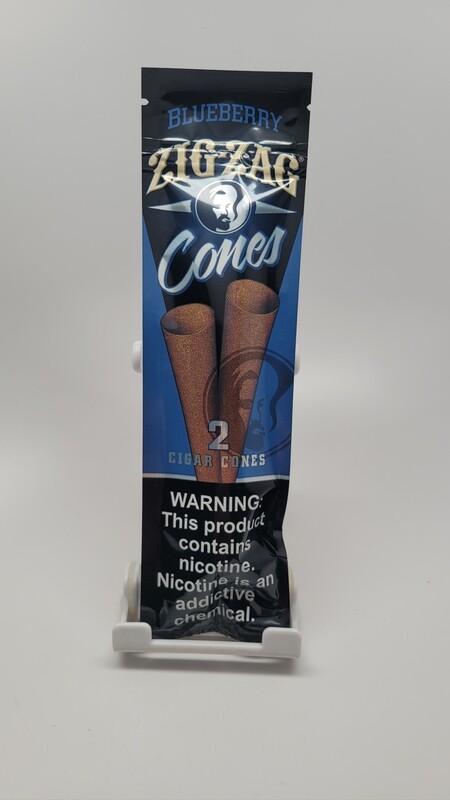 BLUEBERRY
ZIG-ZAG®
Cones
2
CIGAR CONES
WARNING:
This product
contains
nicotine.
Nicotine is an
addictive
chemical.